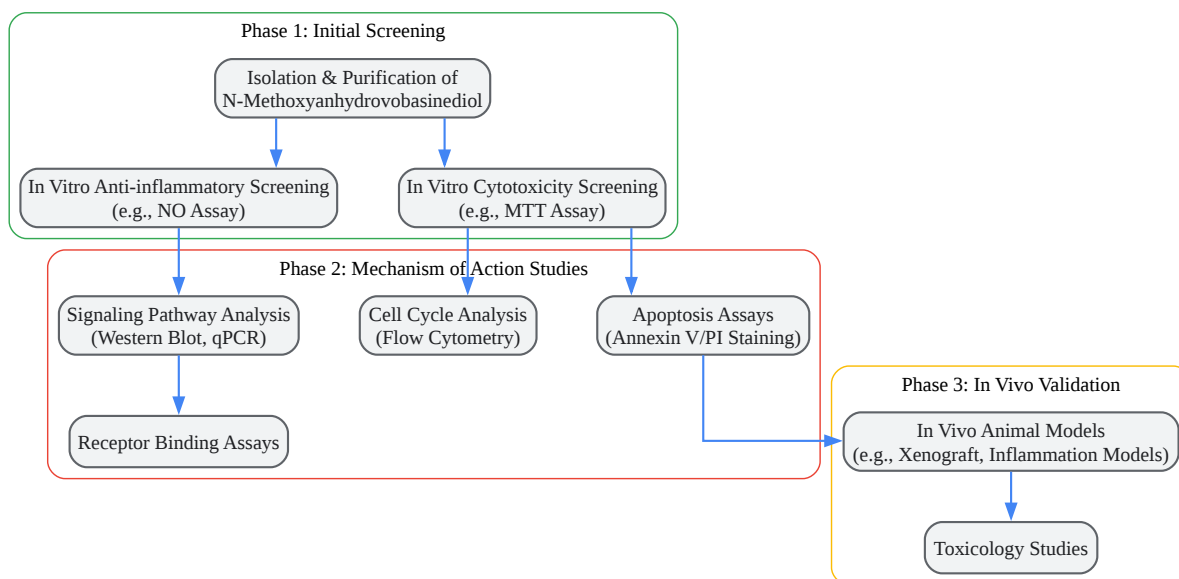 Phase 1: Initial Screening
Isolation & Purification of
N-Methoxyanhydrovobasinediol
In Vitro Anti-inflammatory Screening
(e.g., NO Assay)
In Vitro Cytotoxicity Screening
(e.g., MTT Assay)
Phase 2: Mechanism of Action Studies
Signaling Pathway Analysis
(Western Blot, qPCR)
Cell Cycle Analysis
(Flow Cytometry)
Apoptosis Assays
(Annexin V/PI Staining)
Receptor Binding Assays
Phase 3: In Vivo Validation
In Vivo Animal Models
(e.g., Xenograft, Inflammation Models)
Toxicology Studies